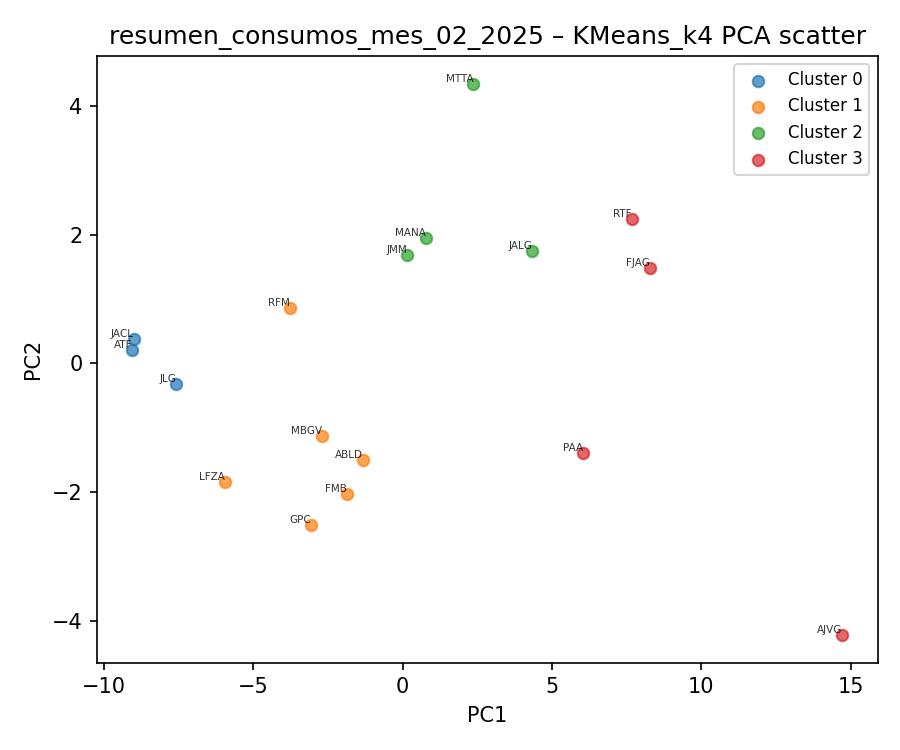 resumen_consumos_mes_02_2025 – KMeans_k4 PCA scatter
Cluster 0
Cluster 1
Cluster 2
Cluster 3
MTTA
RTF
MANA
JMM
JALG
FJAG
RFM
JACL
ATF
JLG
MBGV
ABLD
PAA
LFZA
FMB
GPC
AJVG
4
2
0
−2
−4
PC2
−10
−5
0
5
10
15
PC1